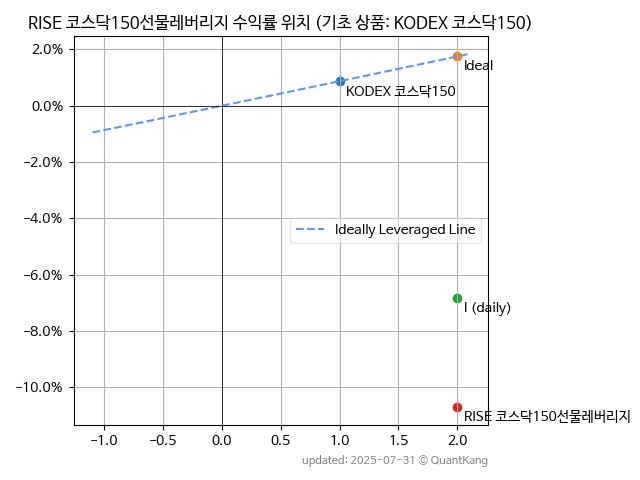 RISE 코스닥150선물레버리지 수익률 위치 (기초 상품: KODEX 코스닥150)
2.0%
Ideal
KODEX 코스닥150
0.0%
−2.0%
−4.0%
Ideally Leveraged Line
−6.0%
I (daily)
−8.0%
−10.0%
RISE 코스닥150선물레버리지
−1.0 −0.5 0.0 0.5 1.0 1.5 2.0
updated: 2025-07-31 © QuantKang